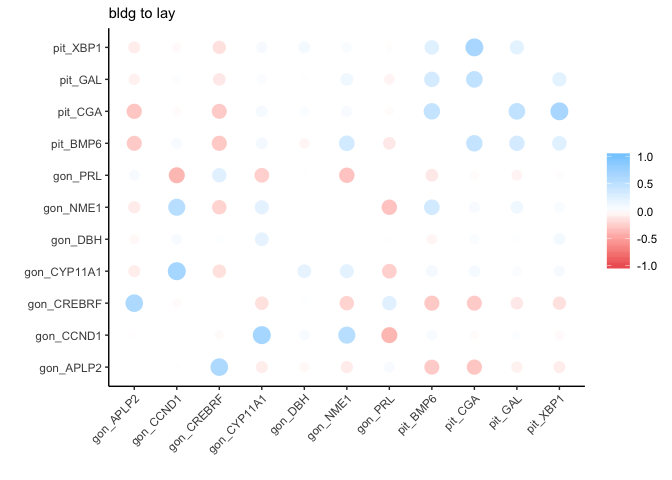 bldg to lay
pit_XBP1
pit_GAL
pit_CGA
pit_BMP6
gon_PRL
gon_NME1
gon_DBH
gon_CYP11A1
gon_CREBRF
gon_CCND1
gon_APLP2
gon_APLP2
gon_CCND1
gon_CREBRF
gon_CYP11A1
gon_DBH
gon_NME1
gon_PRL
pit_BMP6
pit_CGA
pit_GAL
pit_XBP1
1.0
0.5
0.0
-0.5
-1.0